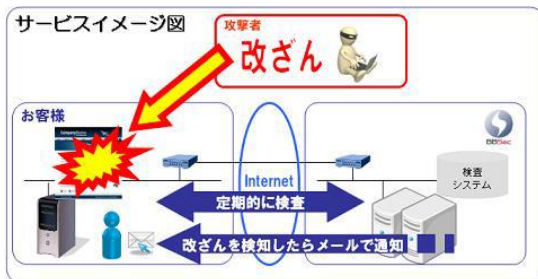 サービスイメージ図
攻撃者
改ざん
お客様
BBSec
検査
システム
Internet
定期的に検査
改ざんを検知したらメールで通知